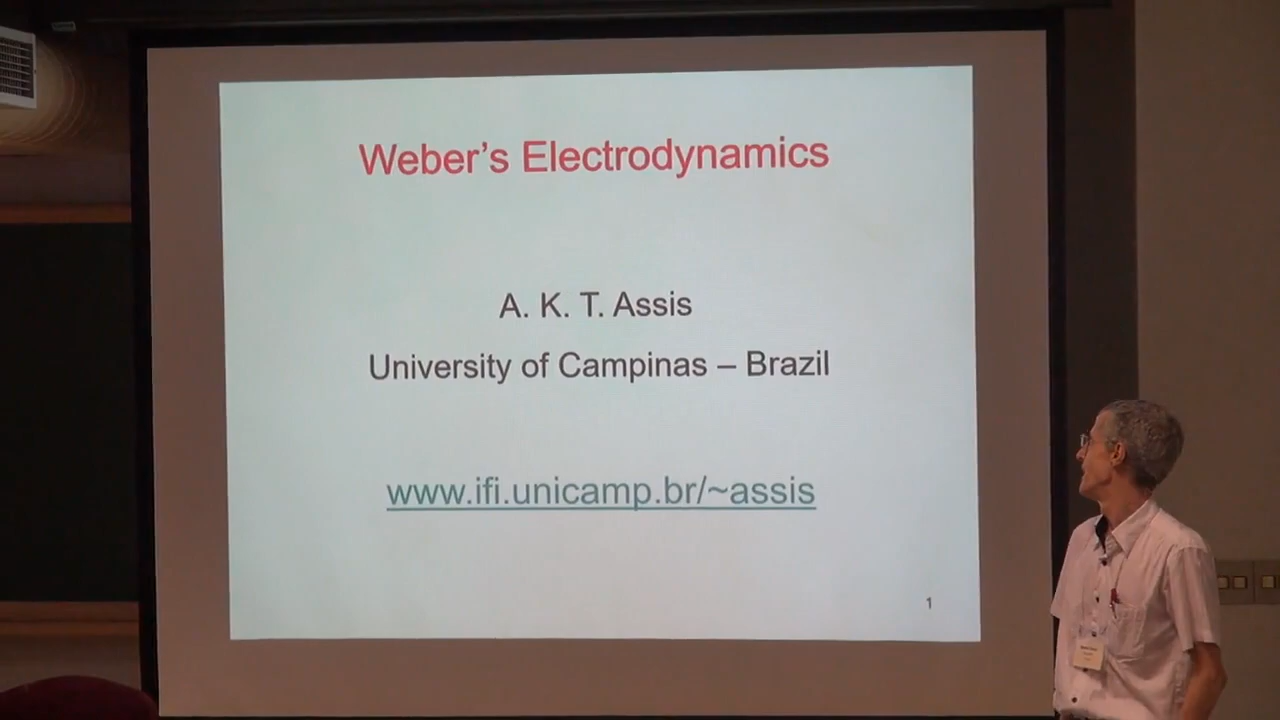 Weber's Electrodynamics
A. K. T. Assis
University of Campinas – Brazil
www.ifi.unicamp.br/~assis
1